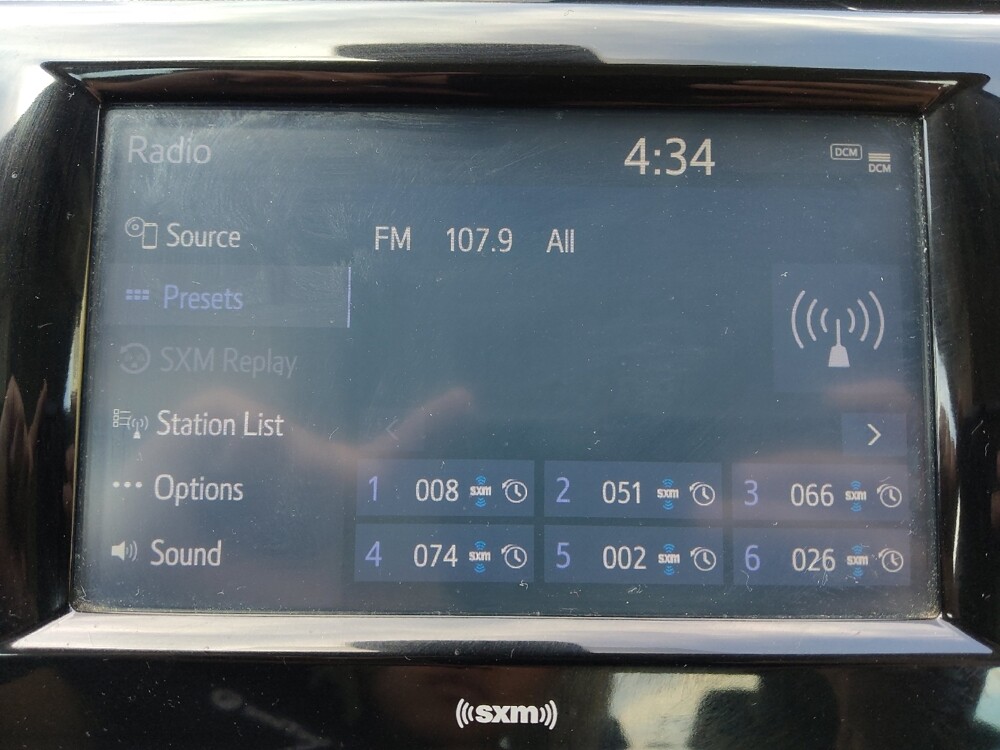 Radio 4:34 DCM DCM
Source FM 107.9 All
Presets
SXM Replay
Station List
Options
1 008 sxm 2 051 sxm 3 066 sxm
Sound
4 074 sxm 5 002 sxm 6 026 sxm
((sxm))